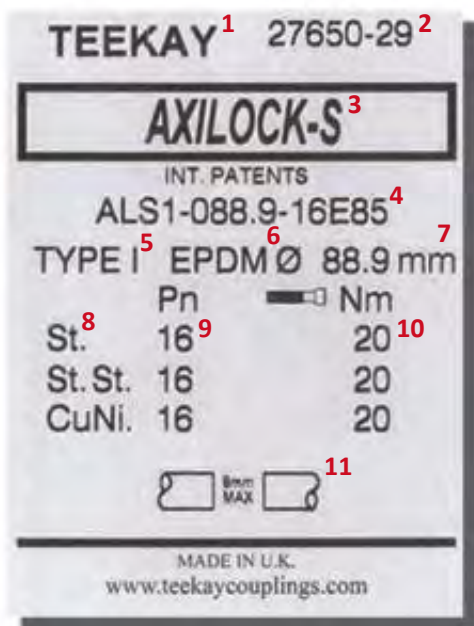 TEEKAY 1 27650-29 2
AXILOCK-S 3
INT. PATENTS
ALS1-088.9-16E85 4
TYPE I 5 EPDM 6 Ø 88.9 mm 7
Pn Nm
St. 8 16 9 20 10
St. St. 16 20
CuNi. 16 20
8mm 11
MAX
MADE IN U.K.
www.teekaycouplings.com